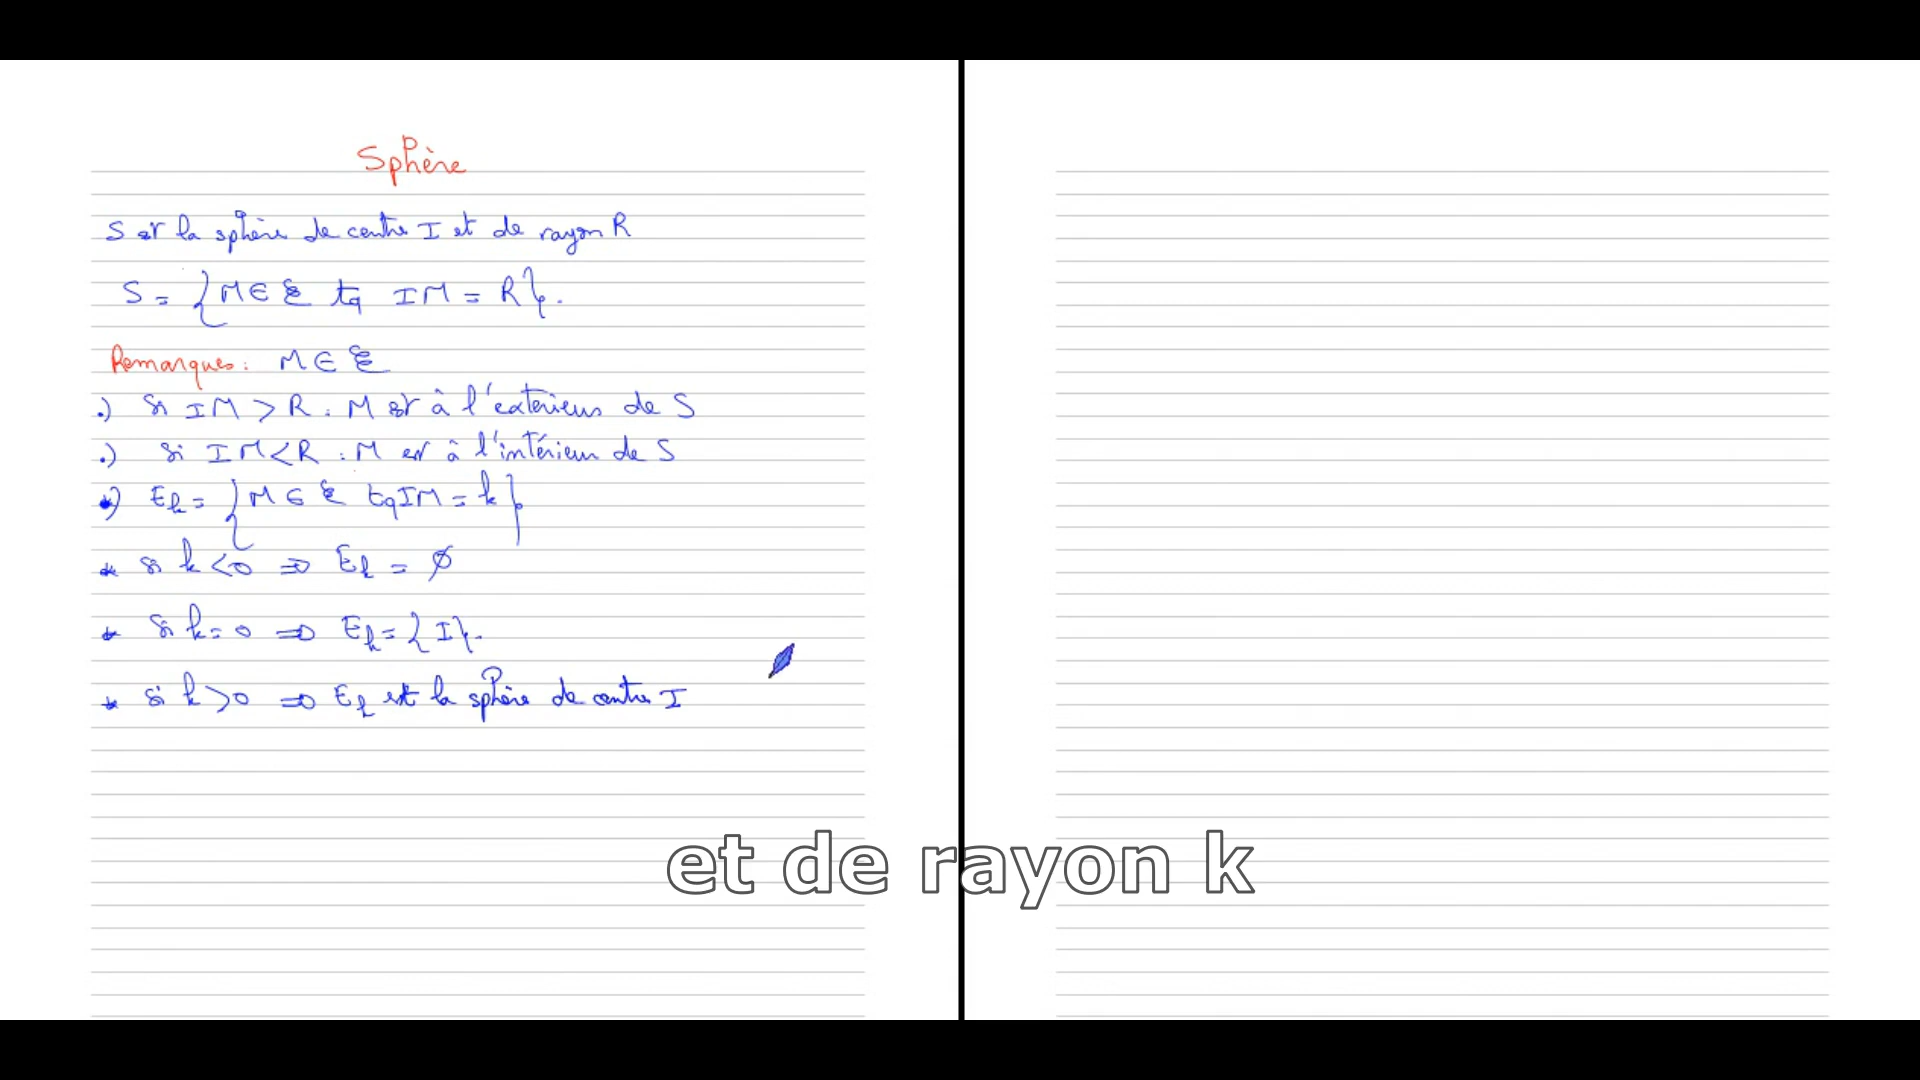 Sphère
S est la sphère de centre I et de rayon R
S = { M ∈ ℰ tq IM = R }.
Remarques : M ∈ ℰ
.) Si IM > R : M est à l'extérieur de S
.) Si IM < R : M est à l'intérieur de S
.) Ek = { M ∈ ℰ tq IM = k }
* si k < 0 ⇒ Ek = ∅
* Si k = 0 ⇒ Ek = { I }.
* si k > 0 ⇒ Ek est la sphère de centre I
et de rayon k